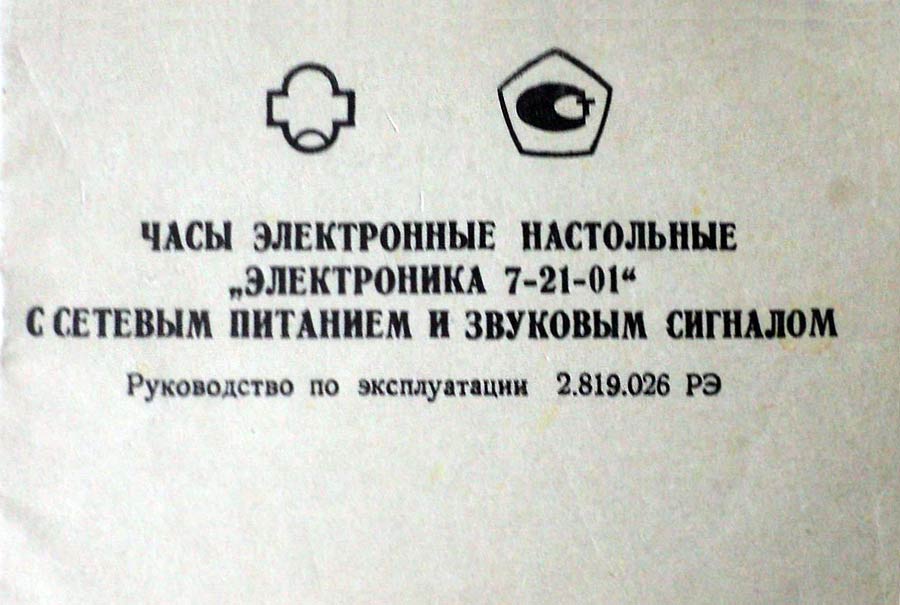 ЧАСЫ ЭЛЕКТРОННЫЕ НАСТОЛЬНЫЕ
„ЭЛЕКТРОНИКА 7-21-01“
С СЕТЕВЫМ ПИТАНИЕМ И ЗВУКОВЫМ СИГНАЛОМ
Руководство по эксплуатации 2.819.026 РЭ